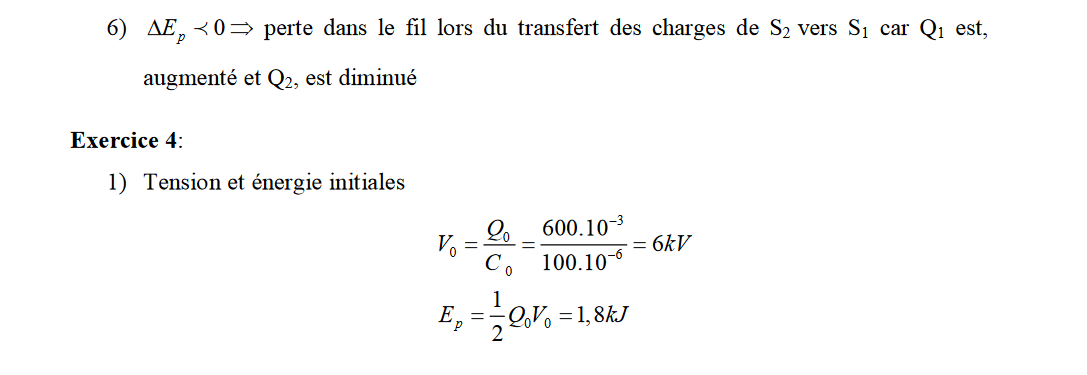 6) ΔEₚ ≺ 0 ⇒ perte dans le fil lors du transfert des charges de S₂ vers S₁ car Q₁ est,
augmenté et Q₂, est diminué
Exercice 4:
1) Tension et énergie initiales
V₀ = Q₀/C₀ = 600.10⁻³/100.10⁻⁶ = 6kV
Eₚ = 1/2 Q₀V₀ = 1,8kJ